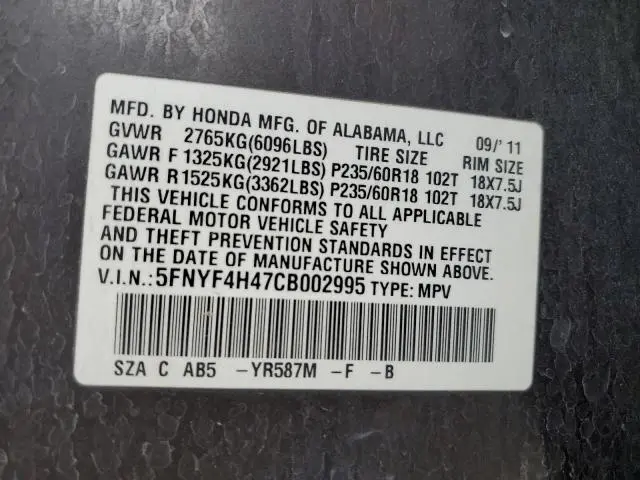 MFD. BY HONDA MFG. OF ALABAMA, LLC 09/'11
GVWR 2765KG(6096LBS) TIRE SIZE RIM SIZE
GAWR F 1325KG(2921LBS) P235/60R18 102T 18X7.5J
GAWR R 1525KG(3362LBS) P235/60R18 102T 18X7.5J
THIS VEHICLE CONFORMS TO ALL APPLICABLE
FEDERAL MOTOR VEHICLE SAFETY
AND THEFT PREVENTION STANDARDS IN EFFECT
ON THE DATE OF MANUFACTURE SHOWN ABOVE.
V.I.N.: 5FNYF4H47CB002995 TYPE: MPV
SZA C AB5 -YR587M -F -B